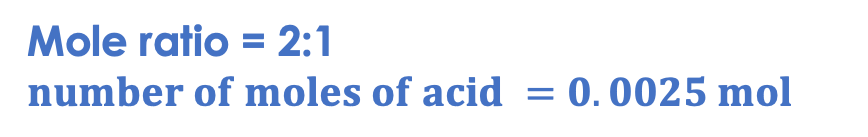 Mole ratio = 2:1
number of moles of acid = 0.0025 mol